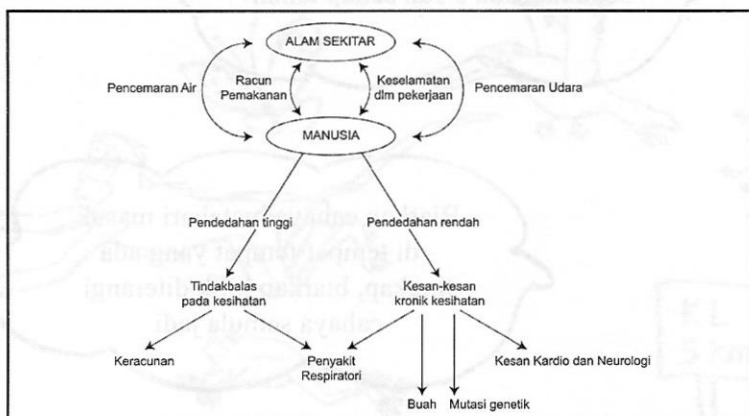 ALAM SEKITAR
Pencemaran Air
Racun
Pemakanan
Keselamatan
dlm pekerjaan
Pencemaran Udara
MANUSIA
Pendedahan tinggi
Pendedahan rendah
Tindakbalas
pada kesihatan
Kesan-kesan
kronik kesihatan
Keracunan
Penyakit
Respiratori
Kesan Kardio dan Neurologi
Buah
Mutasi genetik